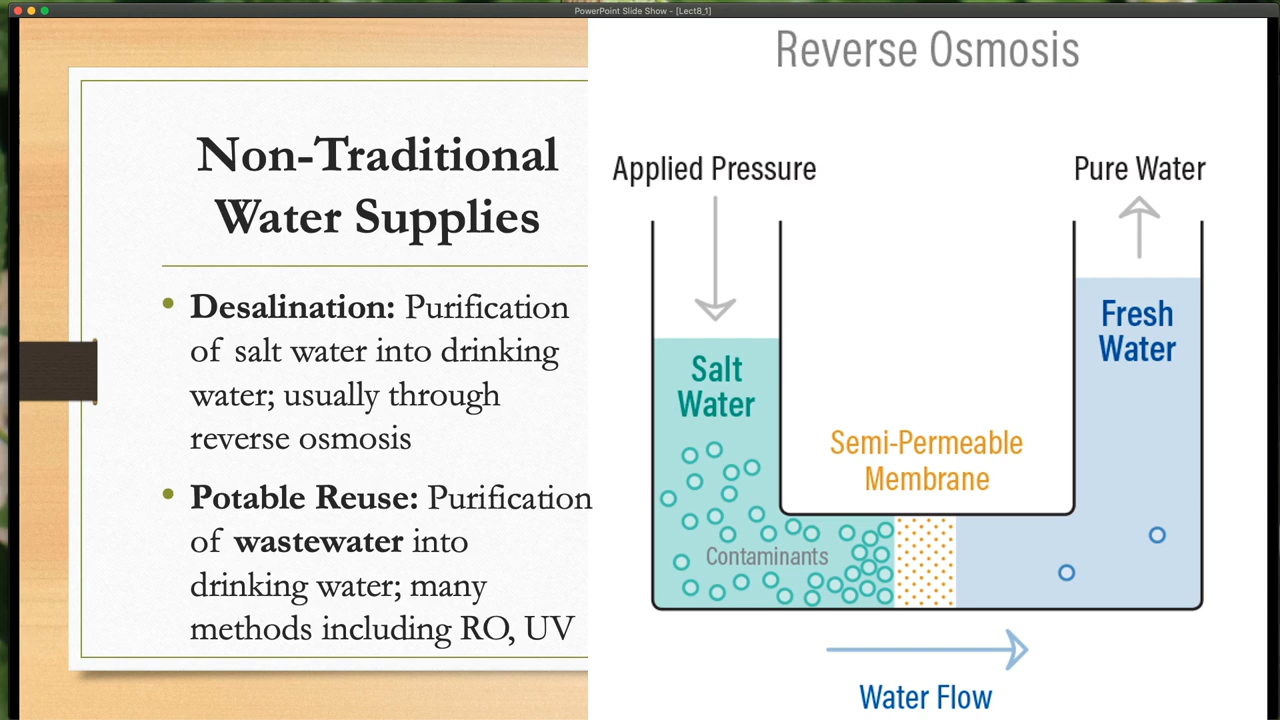 PowerPoint Slide Show - [Lect8_1]
Non-Traditional
Water Supplies
• Desalination: Purification
of salt water into drinking
water; usually through
reverse osmosis
• Potable Reuse: Purification
of wastewater into
drinking water; many
methods including RO, UV
Reverse Osmosis
Applied Pressure
Pure Water
Salt
Water
Fresh
Water
Semi-Permeable
Membrane
Contaminants
Water Flow